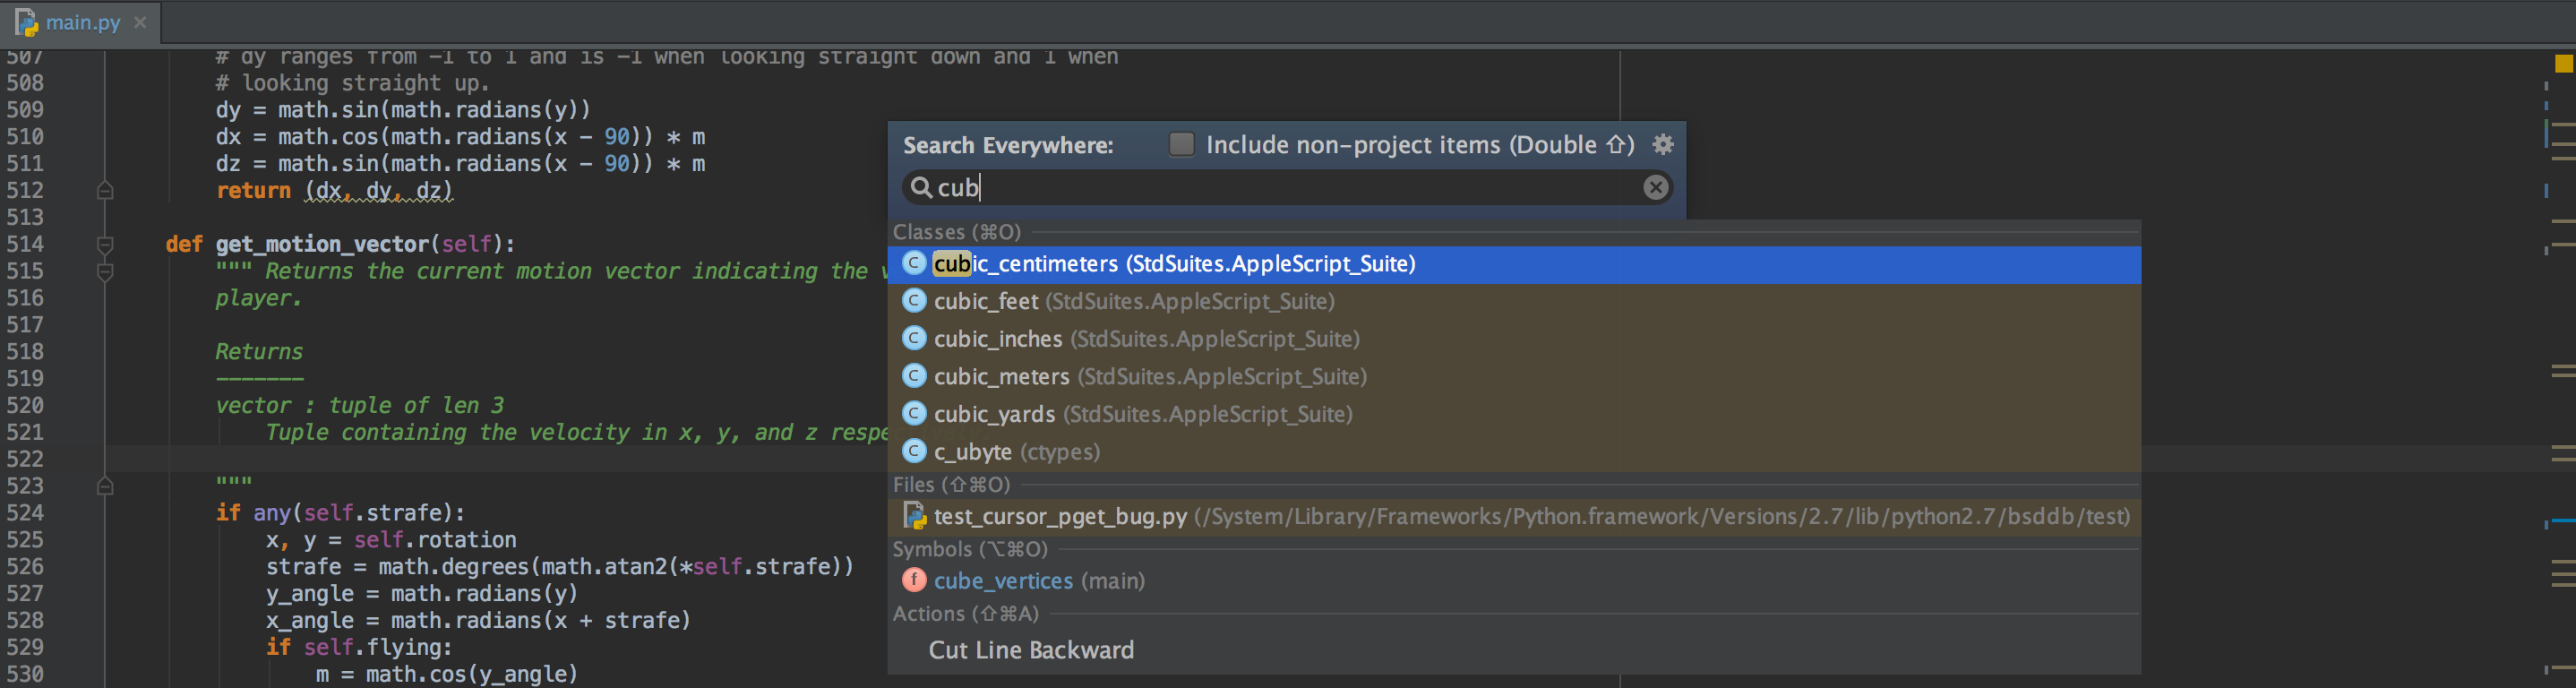 main.py
507 # dy ranges from -1 to 1 and is -1 when looking straight down and 1 when
508 # looking straight up.
509 dy = math.sin(math.radians(y))
510 dx = math.cos(math.radians(x - 90)) * m
511 dz = math.sin(math.radians(x - 90)) * m
512 return (dx, dy, dz)
513
514 def get_motion_vector(self):
515 """ Returns the current motion vector indicating the
516 player.
517
518 Returns
519 -------
520 vector : tuple of len 3
521 Tuple containing the velocity in x, y, and z respe
522
523 """
524 if any(self.strafe):
525 x, y = self.rotation
526 strafe = math.degrees(math.atan2(*self.strafe))
527 y_angle = math.radians(y)
528 x_angle = math.radians(x + strafe)
529 if self.flying:
530 m = math.cos(y_angle)
Search Everywhere: Include non-project items (Double ⇧)
cub
Classes (⌘O)
C cubic_centimeters (StdSuites.AppleScript_Suite)
C cubic_feet (StdSuites.AppleScript_Suite)
C cubic_inches (StdSuites.AppleScript_Suite)
C cubic_meters (StdSuites.AppleScript_Suite)
C cubic_yards (StdSuites.AppleScript_Suite)
C c_ubyte (ctypes)
Files (⇧⌘O)
test_cursor_pget_bug.py (/System/Library/Frameworks/Python.framework/Versions/2.7/lib/python2.7/bsddb/test)
Symbols (⌥⌘O)
f cube_vertices (main)
Actions (⇧⌘A)
Cut Line Backward